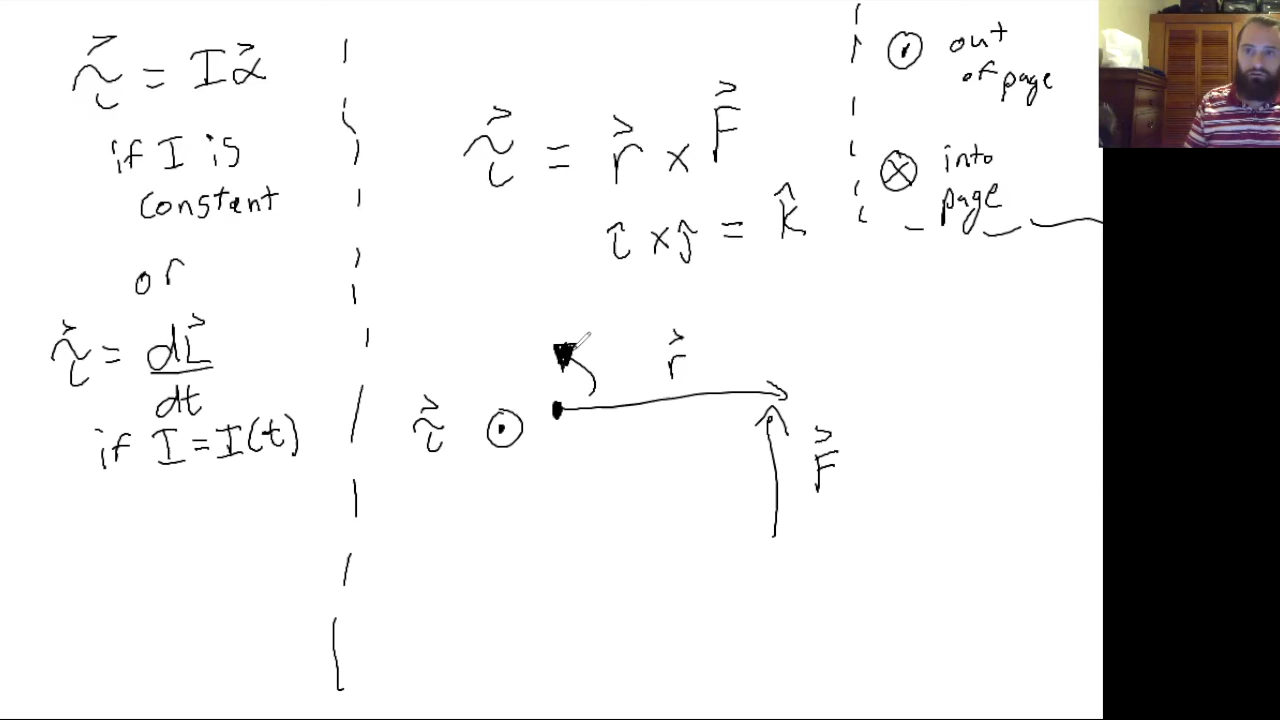 τ⃗ = Iα⃗
if I is
constant
or
τ⃗ = dL⃗/dt
if I = I(t)
τ⃗ = r⃗ × F⃗
î × ĵ = k̂
τ⃗ ⊙
r⃗
F⃗
⊙ out
of page
⊗ into
page